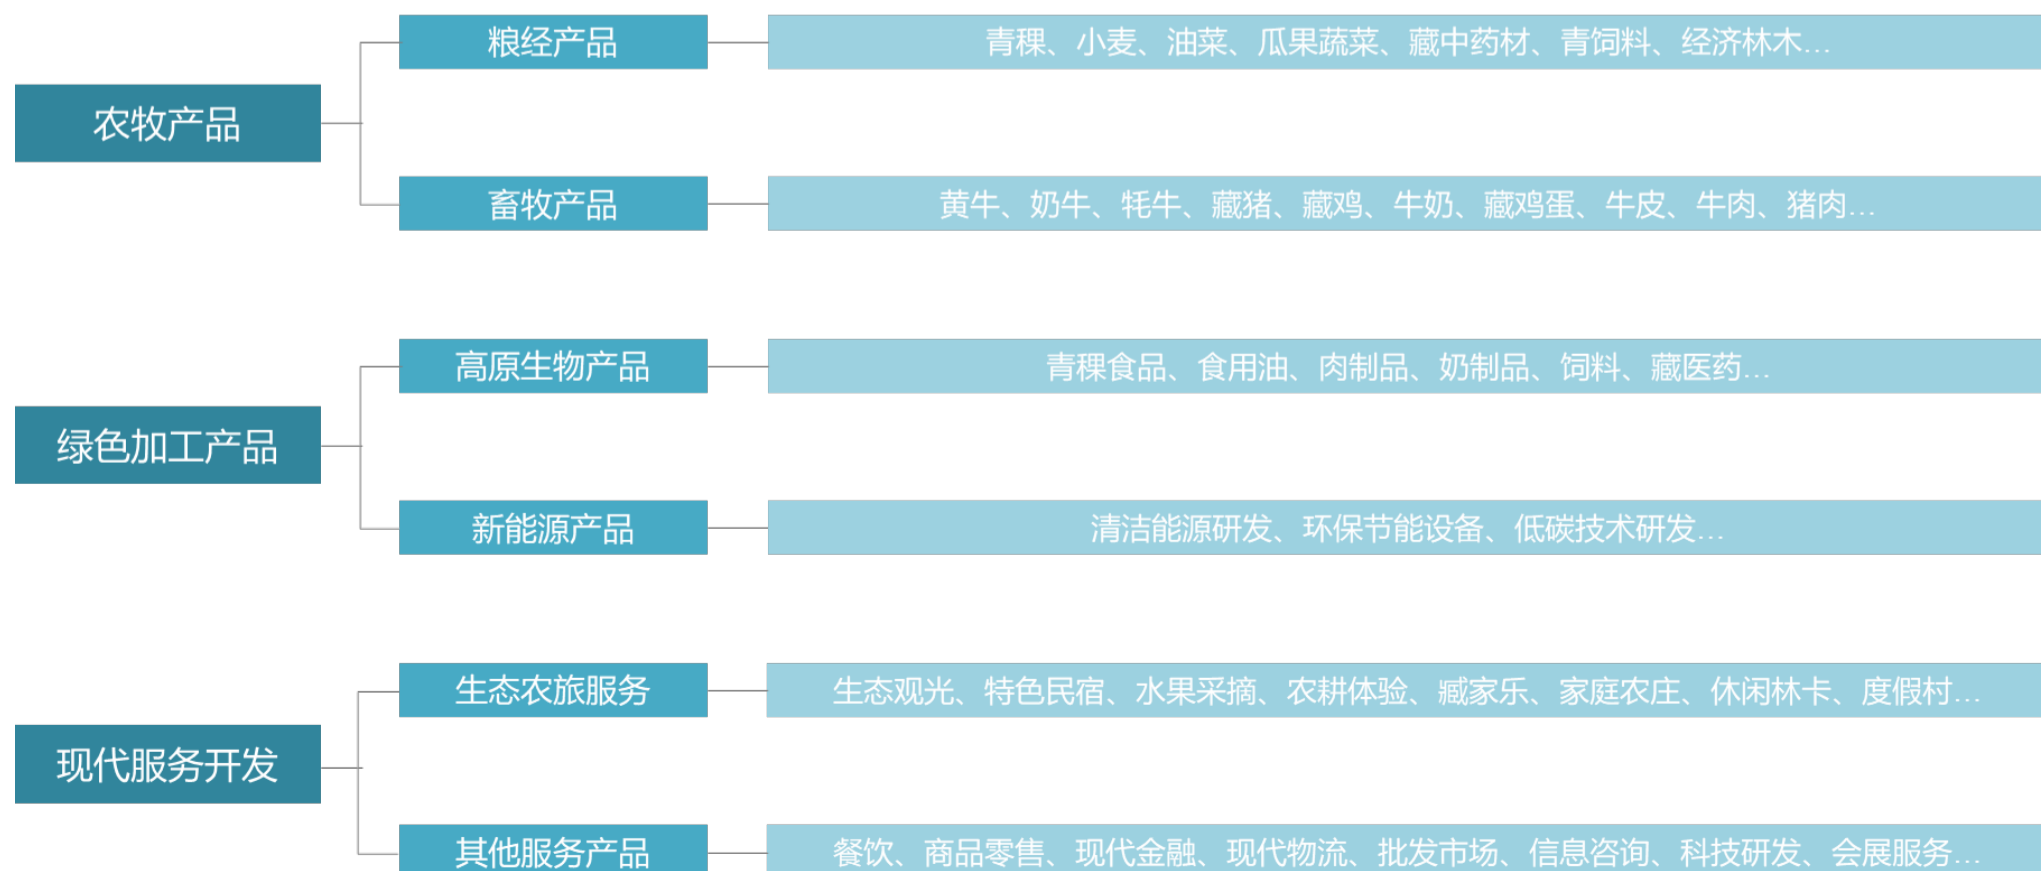 粮经产品
青稞、小麦、油菜、瓜果蔬菜、藏中药材、青饲料、经济林木…
农牧产品
畜牧产品
黄牛、奶牛、牦牛、藏猪、藏鸡、牛奶、藏鸡蛋、牛皮、牛肉、猪肉…
高原生物产品
青稞食品、食用油、肉制品、奶制品、饲料、藏医药…
绿色加工产品
新能源产品
清洁能源研发、环保节能设备、低碳技术研发…
生态农旅服务
生态观光、特色民宿、水果采摘、农耕体验、臧家乐、家庭农庄、休闲林卡、度假村…
现代服务开发
其他服务产品
餐饮、商品零售、现代金融、现代物流、批发市场、信息咨询、科技研发、会展服务…